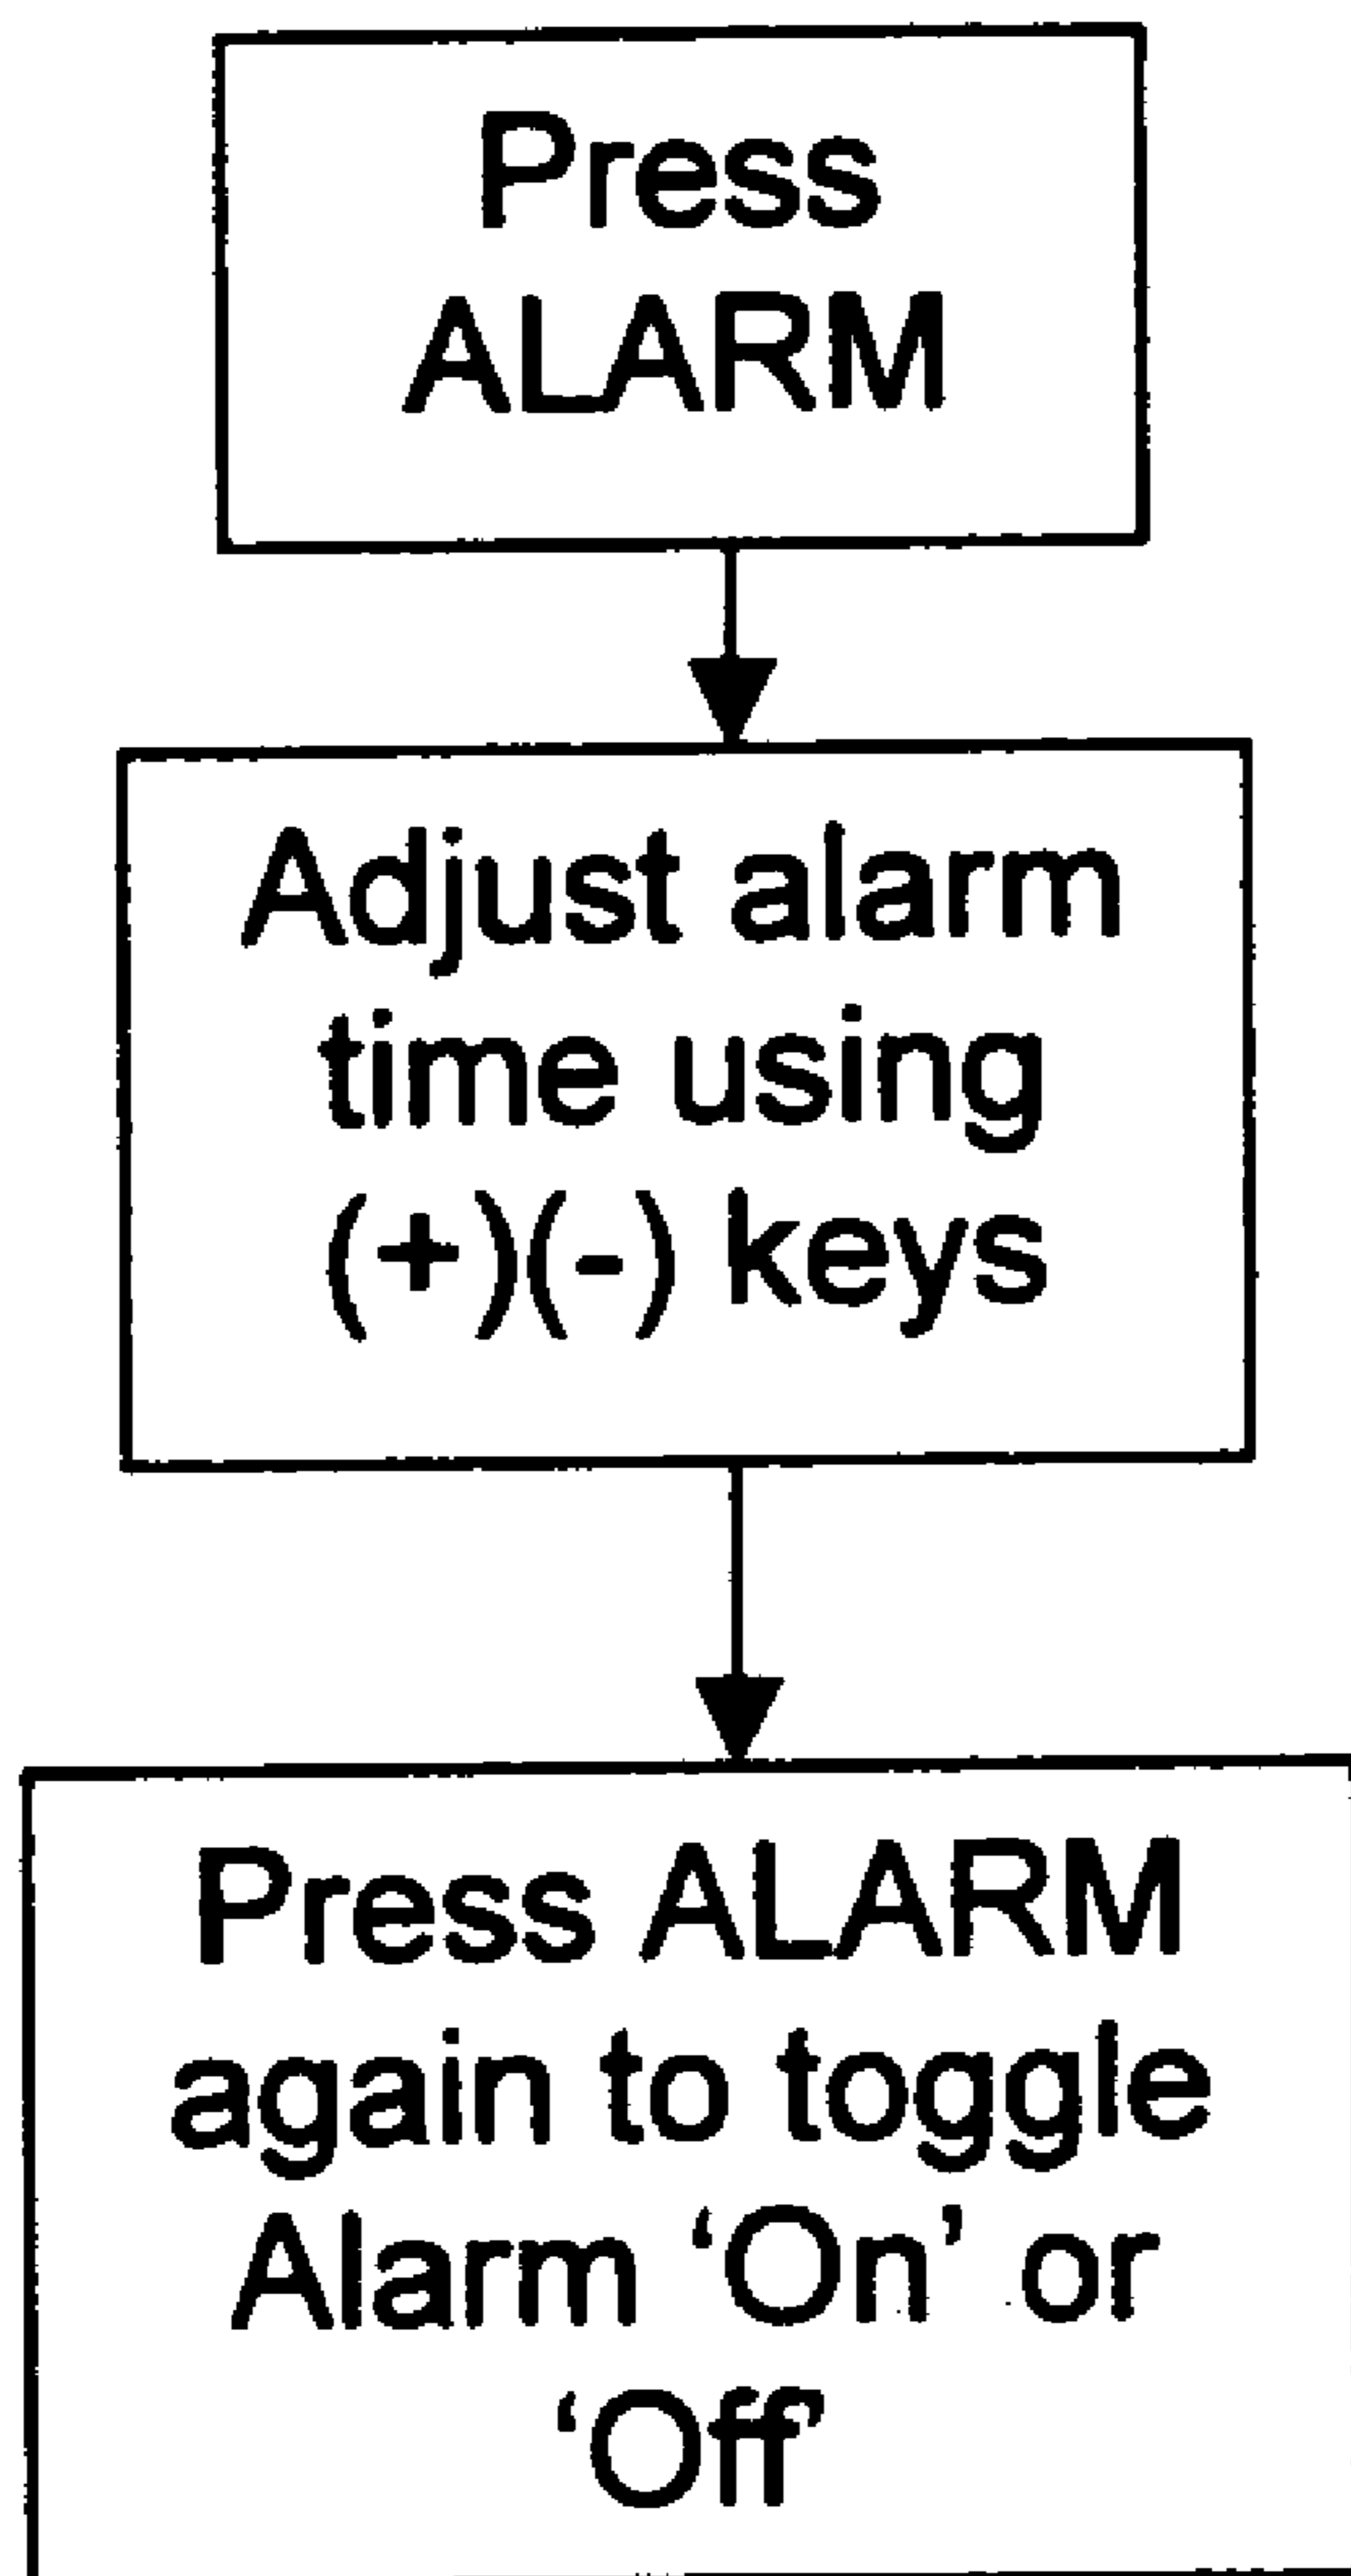 Press
ALARM
Adjust alarm
time using
(+)(-) keys
Press ALARM
again to toggle
Alarm ‘On’ or
‘Off’